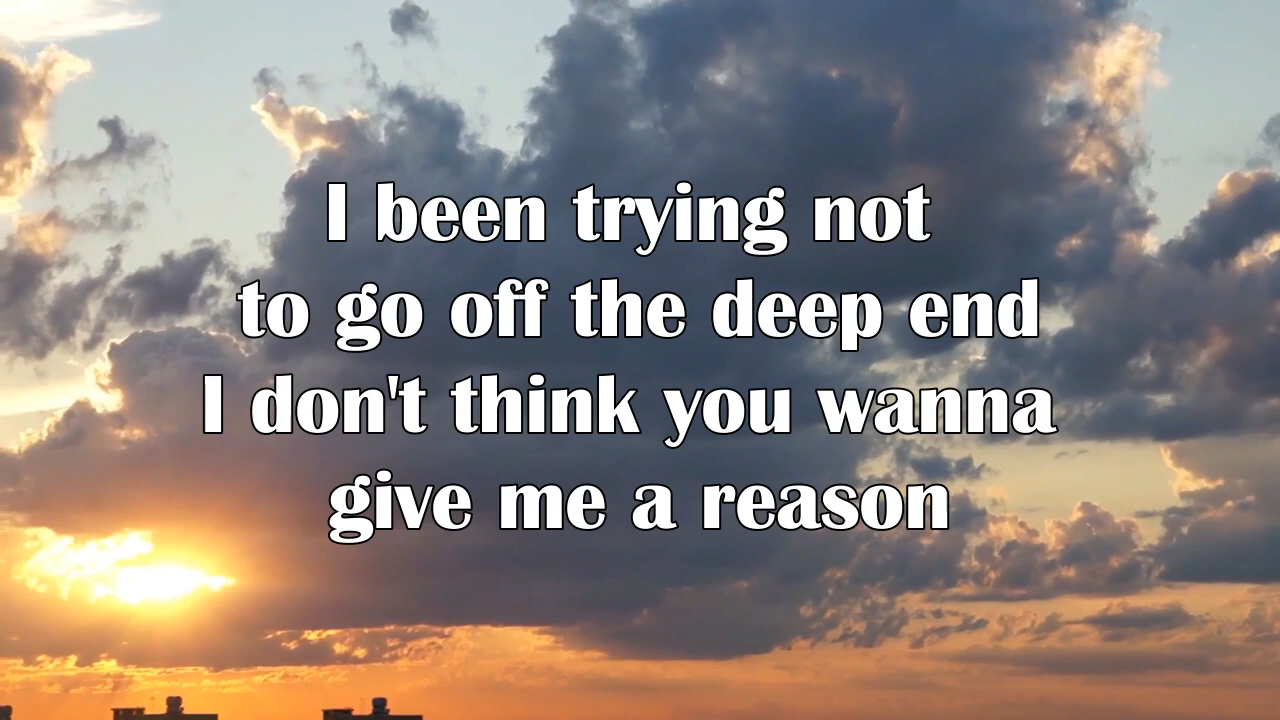 I been trying not
to go off the deep end
I don't think you wanna
give me a reason